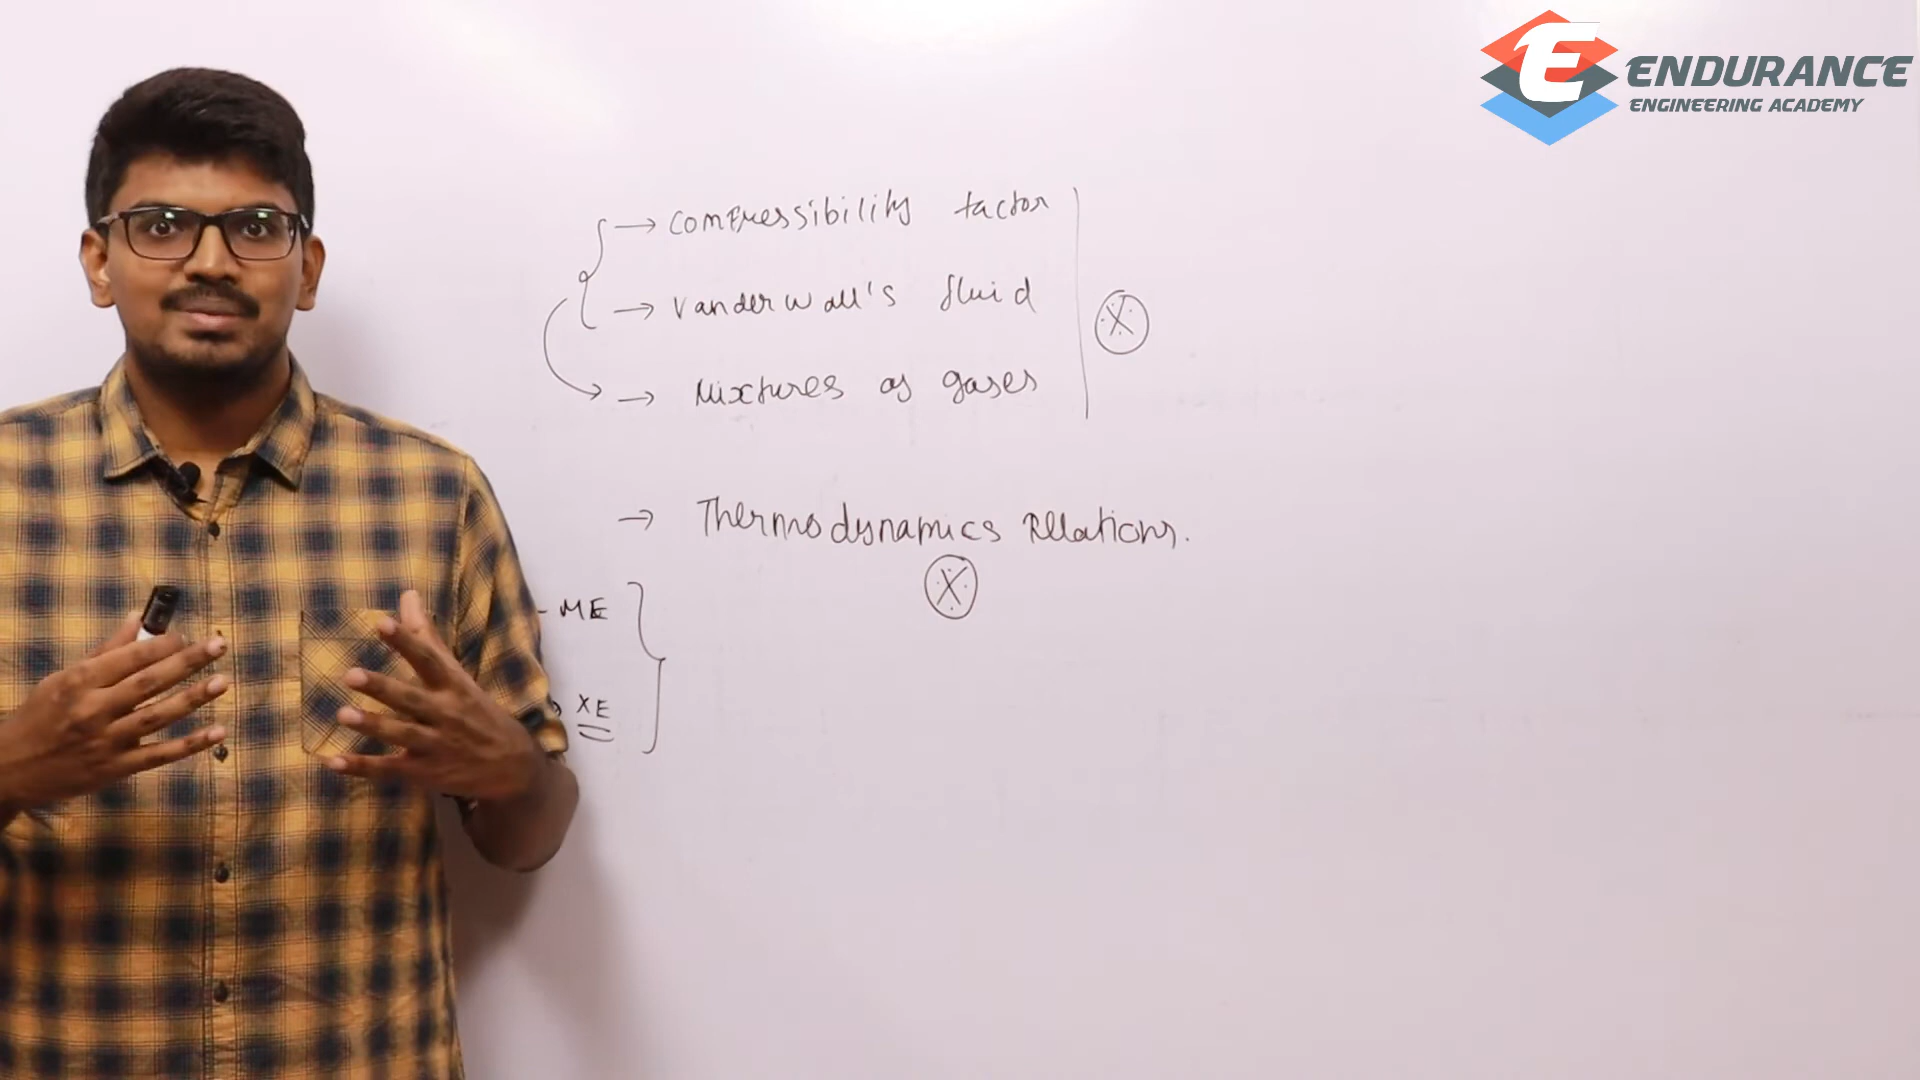 ENDURANCE
ENGINEERING ACADEMY
→ compressibility factor
→ vanderwall's fluid
X
→ Mixtures of gases
→ Thermodynamics Relations.
X
- ME
XE